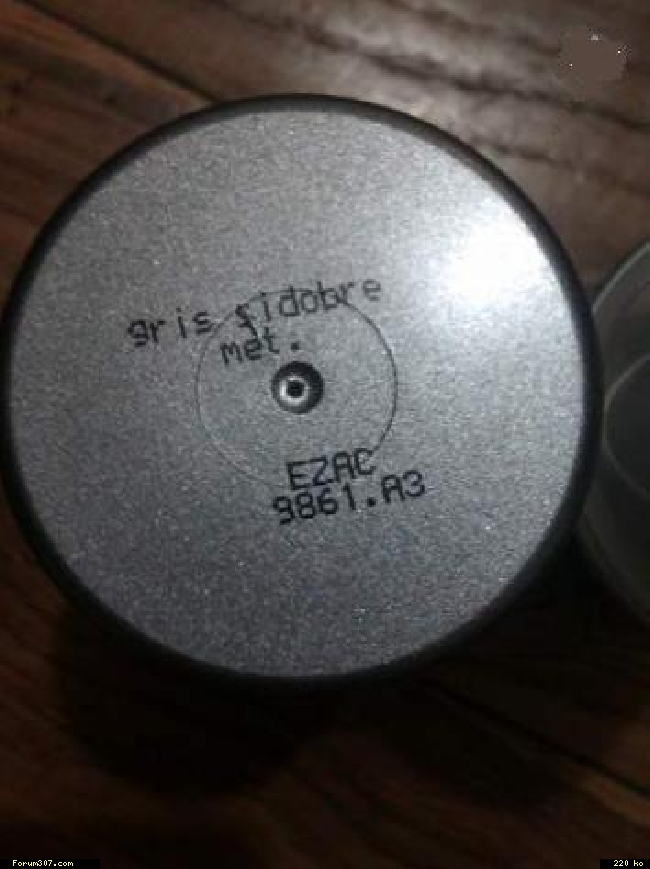 gris sidobre
met.
EZAC
9861.A3
Forum307.com
220 ko